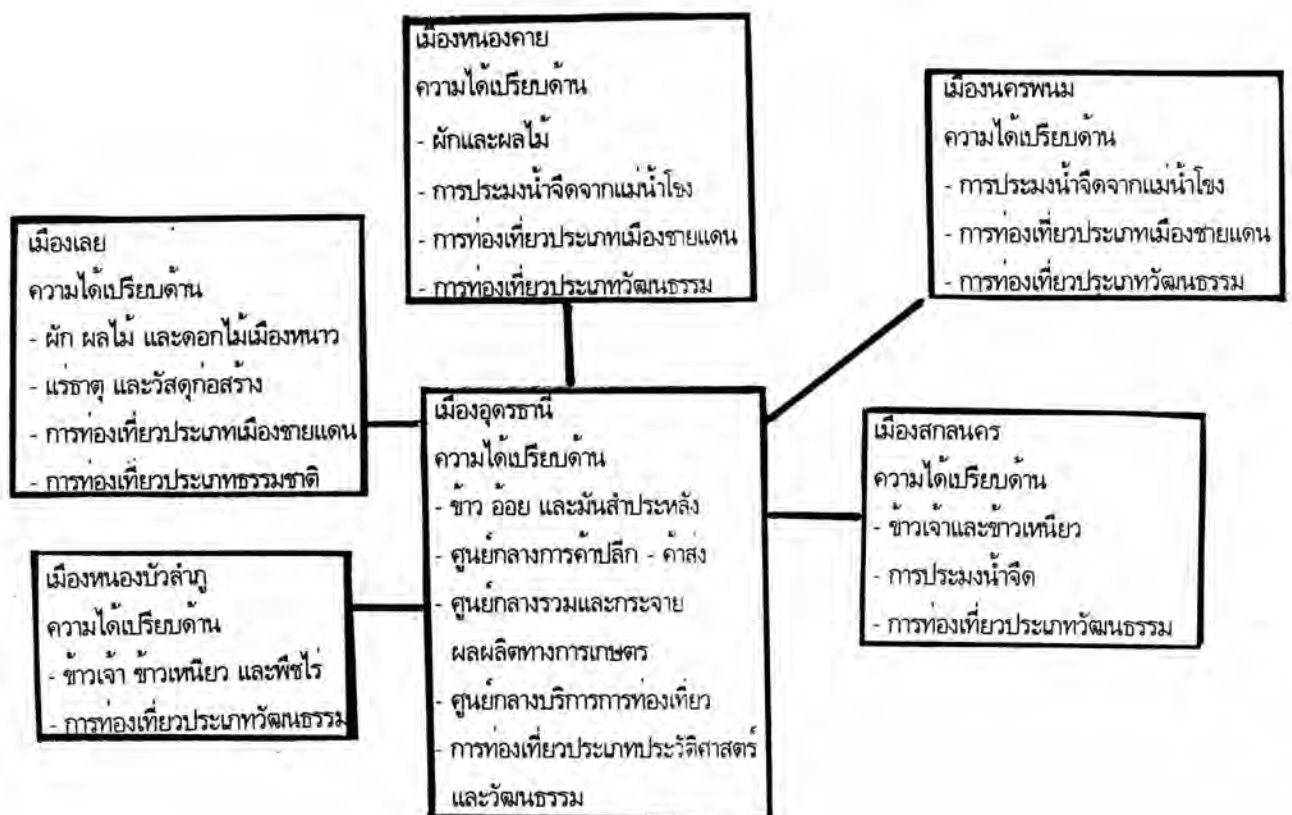 เมืองหนองคาย
ความได้เปรียบด้าน
- ผักและผลไม้
- การประมงน้ำจืดจากแม่น้ำโขง
- การท่องเที่ยวประเภทเมืองชายแดน
- การท่องเที่ยวประเภทวัฒนธรรม
เมืองนครพนม
ความได้เปรียบด้าน
- การประมงน้ำจืดจากแม่น้ำโขง
- การท่องเที่ยวประเภทเมืองชายแดน
- การท่องเที่ยวประเภทวัฒนธรรม
เมืองเลย
ความได้เปรียบด้าน
- ผัก ผลไม้ และดอกไม้เมืองหนาว
- แร่ธาตุ และวัสดุก่อสร้าง
- การท่องเที่ยวประเภทเมืองชายแดน
- การท่องเที่ยวประเภทธรรมชาติ
เมืองอุดรธานี
ความได้เปรียบด้าน
- ข้าว อ้อย และมันสำประหลัง
- ศูนย์กลางการค้าปลีก - ค้าส่ง
- ศูนย์กลางรวมและกระจาย
ผลผลิตทางการเกษตร
- ศูนย์กลางบริการการท่องเที่ยว
- การท่องเที่ยวประเภทประวัติศาสตร์
และวัฒนธรรม
เมืองสกลนคร
ความได้เปรียบด้าน
- ข้าวเจ้าและข้าวเหนียว
- การประมงน้ำจืด
- การท่องเที่ยวประเภทวัฒนธรรม
เมืองหนองบัวลำภู
ความได้เปรียบด้าน
- ข้าวเจ้า ข้าวเหนียว และพืชไร่
- การท่องเที่ยวประเภทวัฒนธรรม